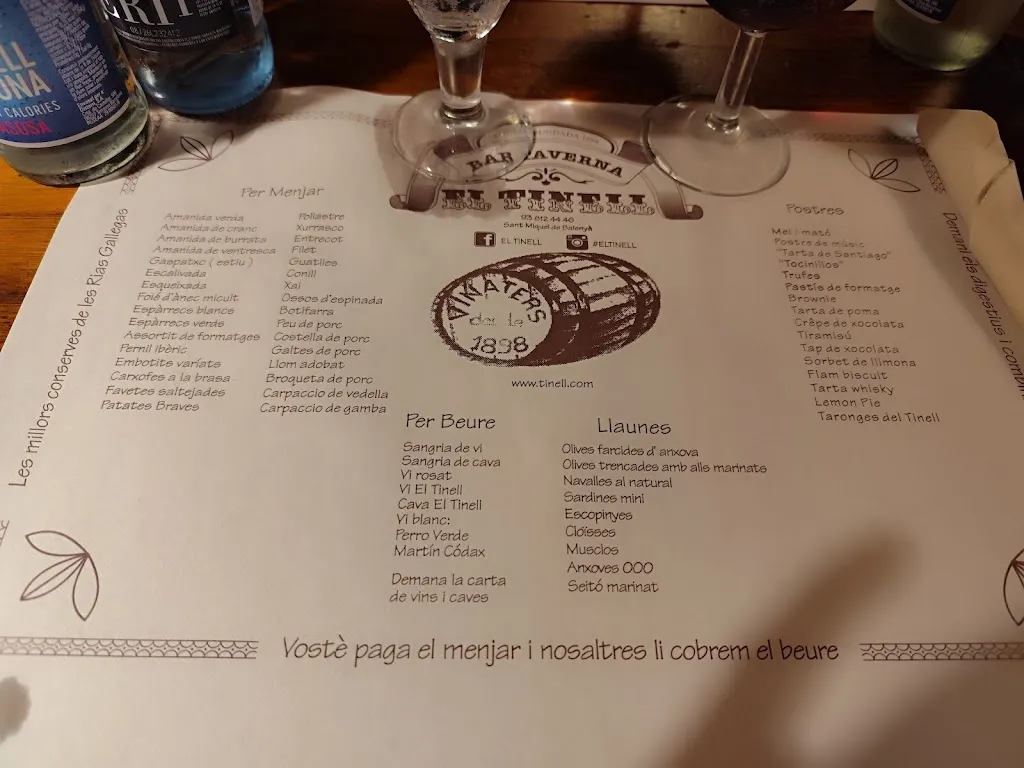 LL
UNA
CALORIES
08/26232412
BAR TAVERNA
EL TINELL
93 812 44 46
Sant Miquel de Balenyà
EL TINELL
#ELTINELL
VINATERS
des de
1898
www.tinell.com
Les millors conserves de les Rias Gallegas
Per Menjar
Amanida verda
Amanida de cranc
Amanida de burrata
Amanida de ventresca
Gaspatxo ( estiu )
Escalivada
Esqueixada
Foie d'ànec micuit
Espàrrecs blancs
Espàrrecs verds
Assortit de formatges
Pernil ibèric
Embotits variats
Carxofes a la brasa
Favetes saltejades
Patates Braves
Pollastre
Xurrasco
Entrecot
Filet
Guatlles
Conill
Xai
Ossos d'espinada
Botifarra
Peu de porc
Costella de porc
Galtes de porc
Llom adobat
Broqueta de porc
Carpaccio de vedella
Carpaccio de gamba
Per Beure
Sangria de vi
Sangria de cava
Vi rosat
Vi El Tinell
Cava El Tinell
Vi blanc:
Perro Verde
Martín Códax
Demana la carta
de vins i caves
Llaunes
Olives farcides d' anxova
Olives trencades amb alls marinats
Navalles al natural
Sardines mini
Escopinyes
Cloïsses
Musclos
Anxoves 000
Seitó marinat
Postres
Mel i mató
Postre de músic
"Tarta de Santiago"
"Tocinillos"
Trufes
Pastís de formatge
Brownie
Tarta de poma
Crêpe de xocolata
Tiramisú
Tap de xocolata
Sorbet de llimona
Flam biscuit
Tarta whisky
Lemon Pie
Taronges del Tinell
Demani els digestius i
Vostè paga el menjar i nosaltres li cobrem el beure